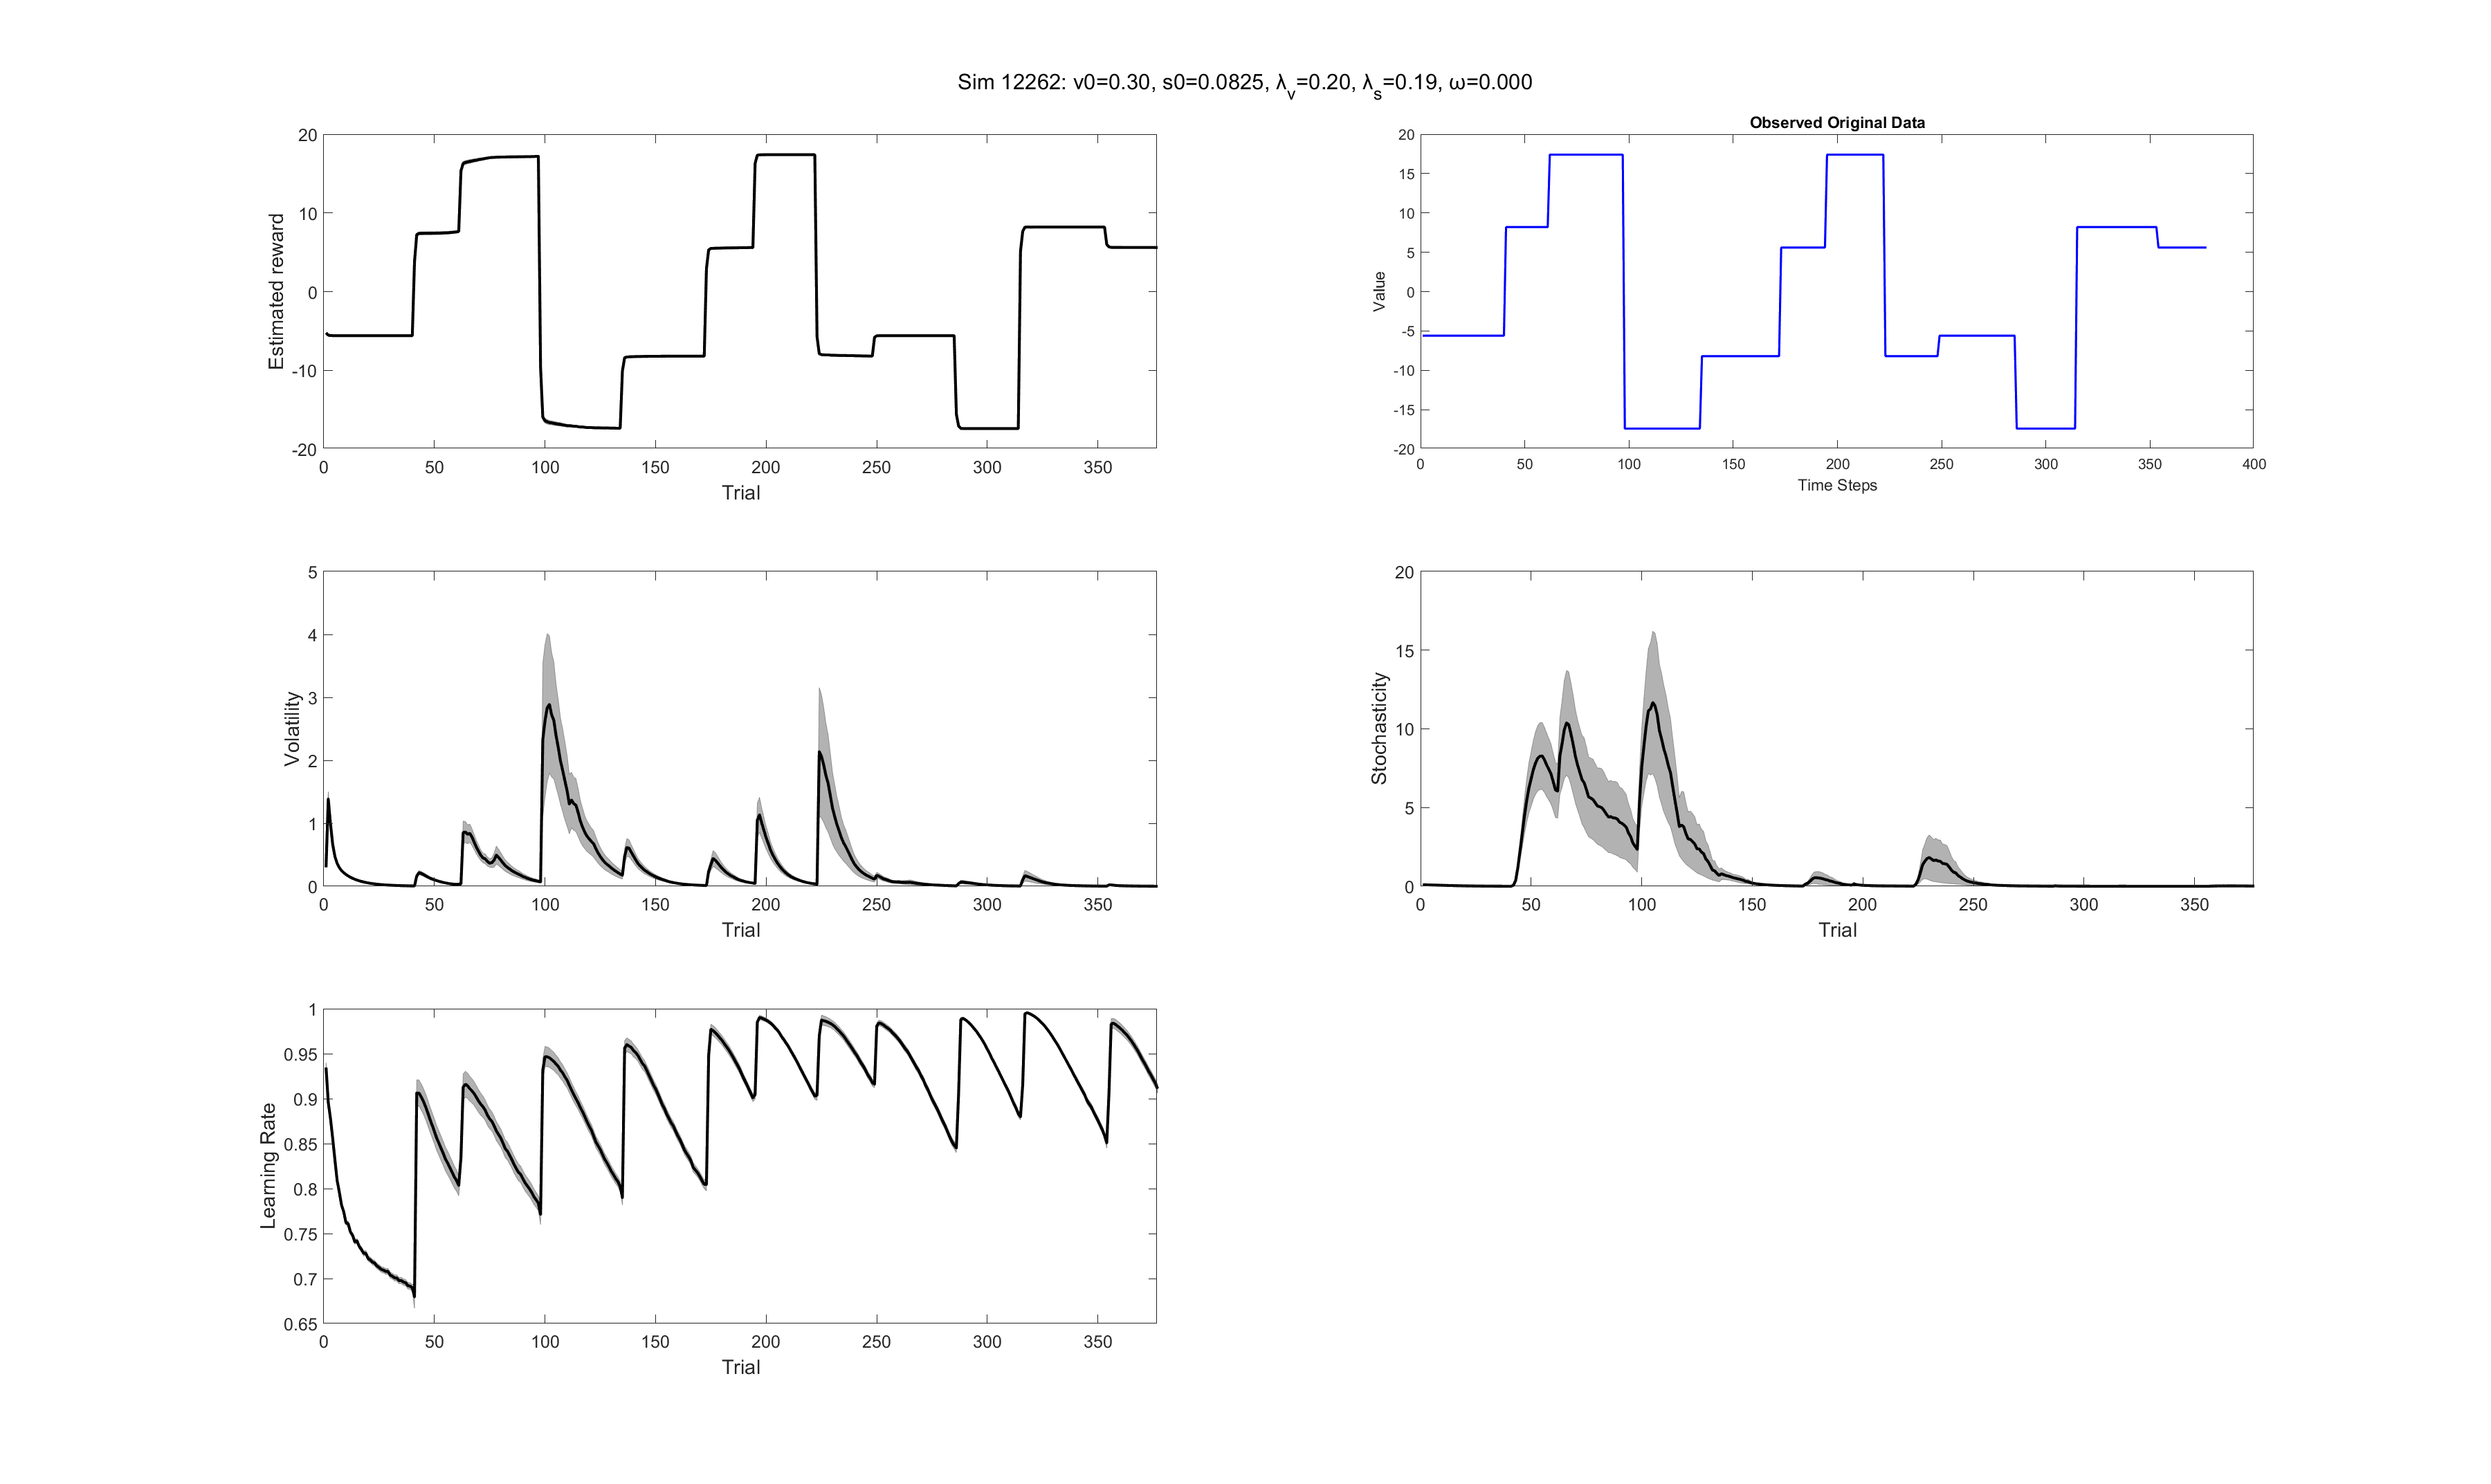 Sim 12262: v0=0.30, s0=0.0825, λv=0.20, λs=0.19, ω=0.000
20
10
0
-10
-20
Estimated reward
0 50 100 150 200 250 300 350
Trial
Observed Original Data
20
15
10
5
0
-5
-10
-15
-20
Value
0 50 100 150 200 250 300 350 400
Time Steps
5
4
3
2
1
0
Volatility
0 50 100 150 200 250 300 350
Trial
20
15
10
5
0
Stochasticity
0 50 100 150 200 250 300 350
Trial
1
0.95
0.9
0.85
0.8
0.75
0.7
0.65
Learning Rate
0 50 100 150 200 250 300 350
Trial